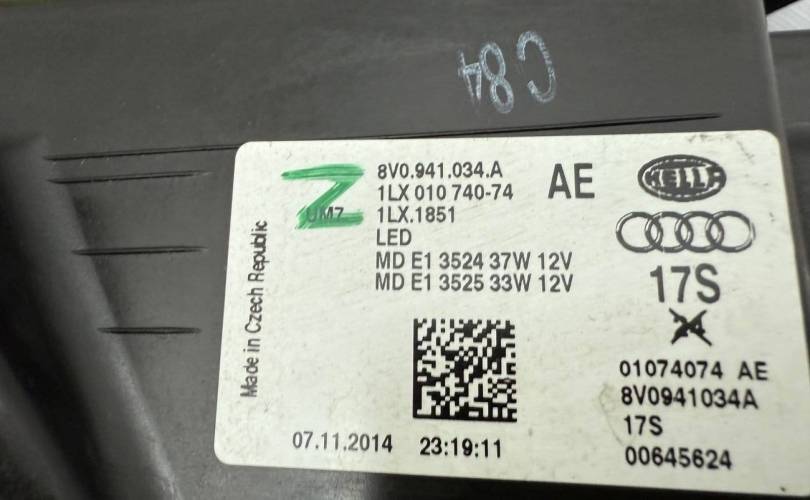 C84
8V0.941.034.A
1LX 010 740-74
1LX.1851
LED
MD E1 3524 37W 12V
MD E1 3525 33W 12V
AE
HELLA
17S
Z
UM7
Made in Czech Republic
07.11.2014 23:19:11
01074074 AE
8V0941034A
17S
00645624